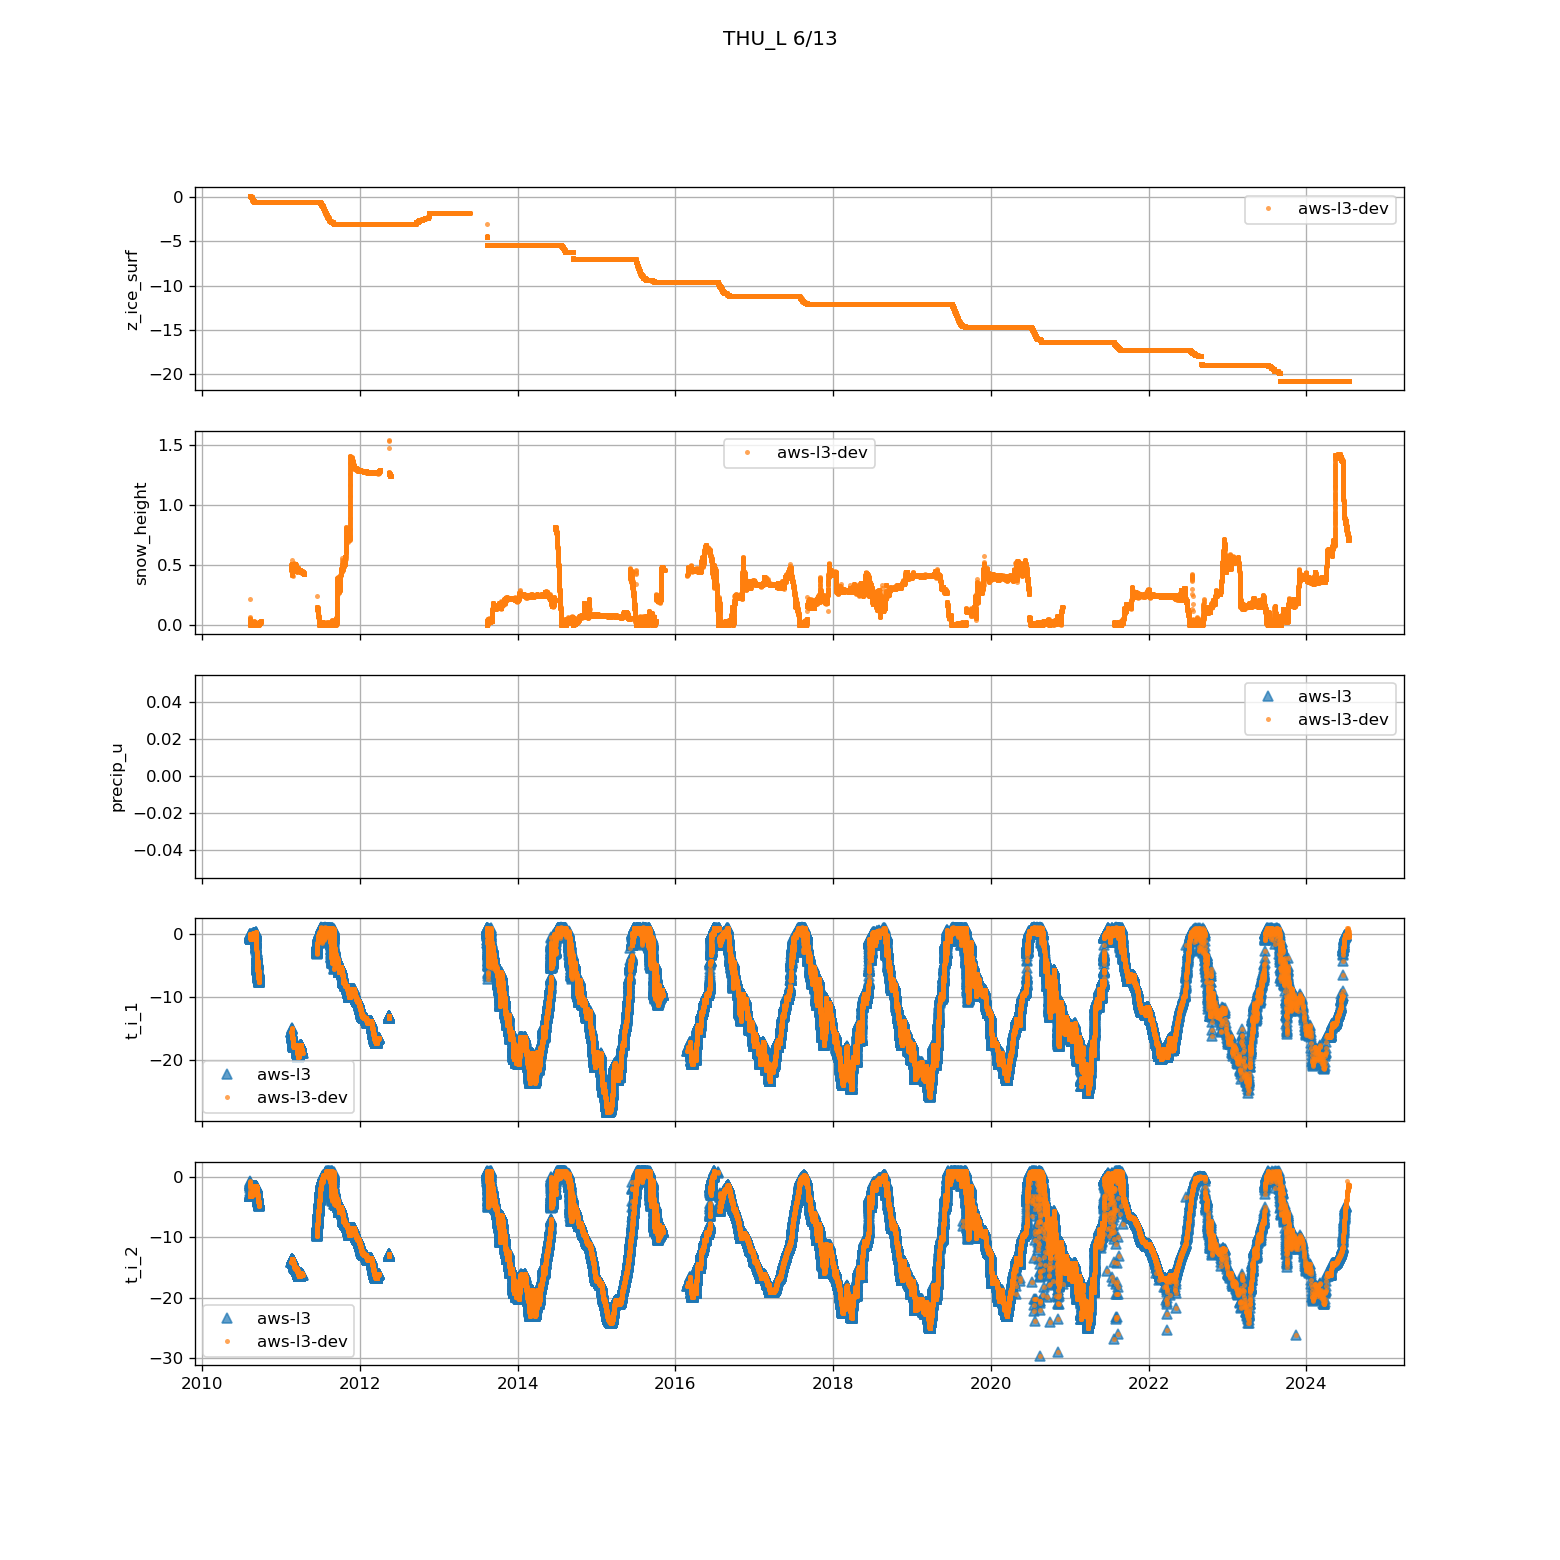 THU_L 6/13
0
−5
−10
−15
−20
z_ice_surf
aws-l3-dev
1.5
1.0
0.5
0.0
snow_height
aws-l3-dev
0.04
0.02
0.00
−0.02
−0.04
precip_u
aws-l3
aws-l3-dev
0
−10
−20
t_i_1
aws-l3
aws-l3-dev
0
−10
−20
−30
t_i_2
aws-l3
aws-l3-dev
2010 2012 2014 2016 2018 2020 2022 2024